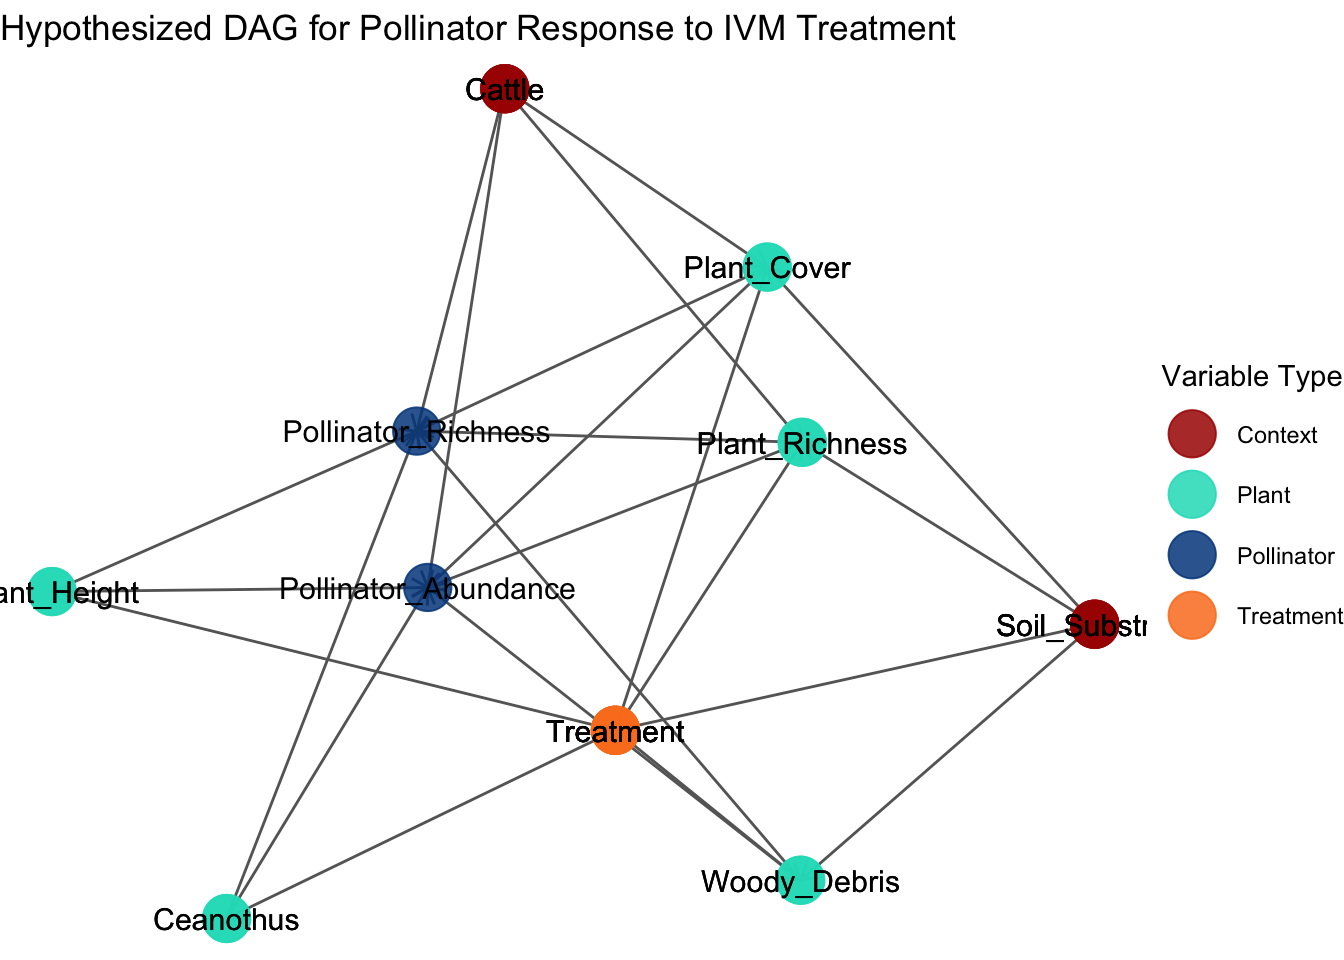 Hypothesized DAG for Pollinator Response to IVM Treatment
Cattle
Plant_Cover
Variable Type
Context
Plant
Pollinator
Treatment
Pollinator_Richness
Plant_Richness
ant_Height
Pollinator_Abundance
Soil_Substr
Treatment
Woody_Debris
Ceanothus